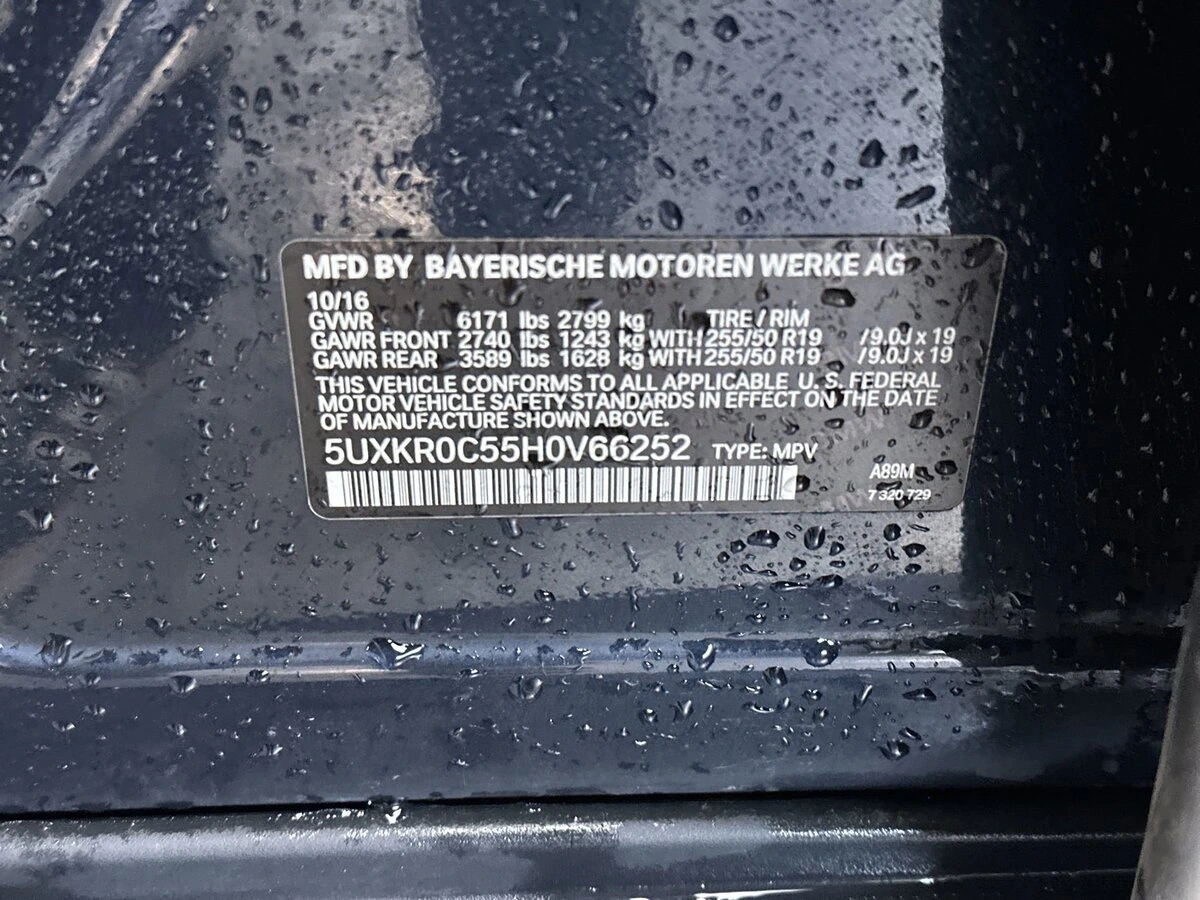 MFD BY BAYERISCHE MOTOREN WERKE AG
10/16
GVWR 6171 lbs 2799 kg TIRE / RIM
GAWR FRONT 2740 lbs 1243 kg WITH 255/50 R19 /9.0J x 19
GAWR REAR 3589 lbs 1628 kg WITH 255/50 R19 /9.0J x 19
THIS VEHICLE CONFORMS TO ALL APPLICABLE U. S. FEDERAL
MOTOR VEHICLE SAFETY STANDARDS IN EFFECT ON THE DATE
OF MANUFACTURE SHOWN ABOVE.
5UXKR0C55H0V66252 TYPE: MPV
A89M
7 320 729